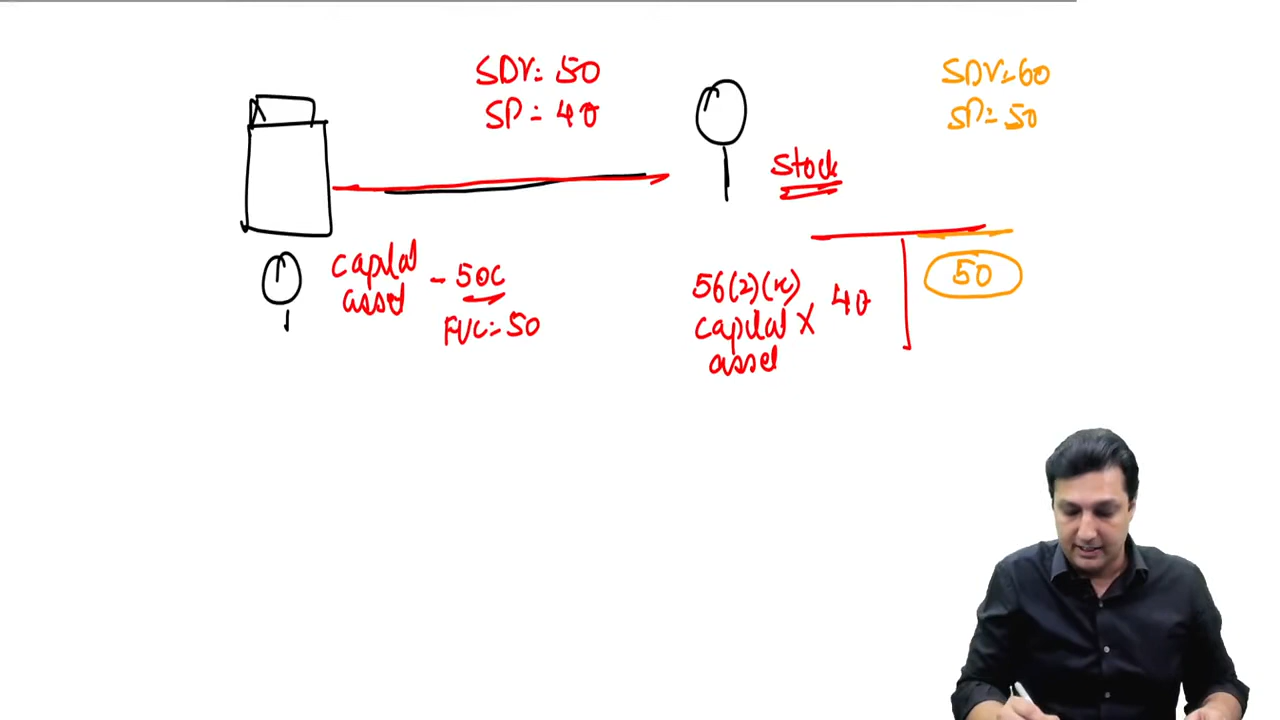 SDV= 50
SP= 40
SDV=60
SP= 50
Stock
capital asset - 50C
FVC= 50
56(2)(x)
capital X
asset
40
50